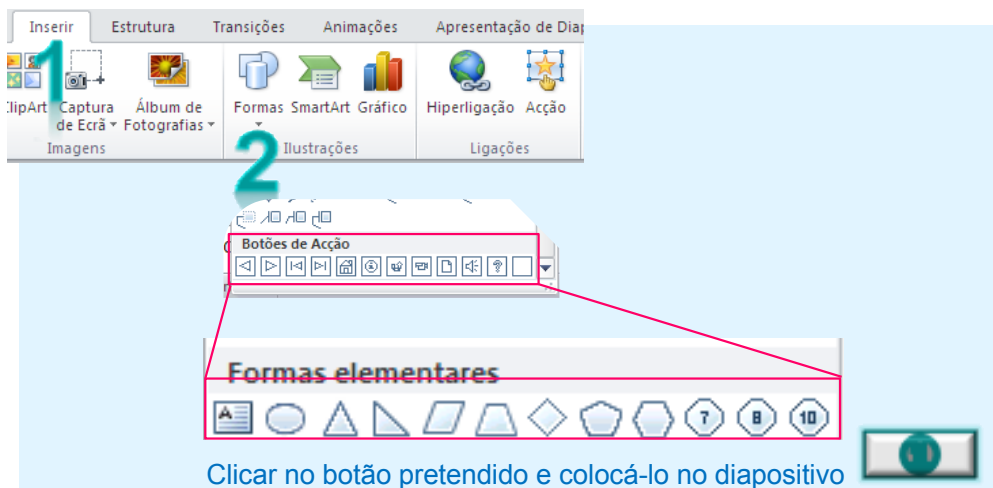 Inserir Estrutura Transições Animações Apresentação de Diap
1
ClipArt Captura Álbum de Formas SmartArt Gráfico Hiperligação Acção
de Ecrã Fotografias
Imagens Ilustrações Ligações
2
Botões de Acção
Formas elementares
A 7 8 10
Clicar no botão pretendido e colocá-lo no diapositivo